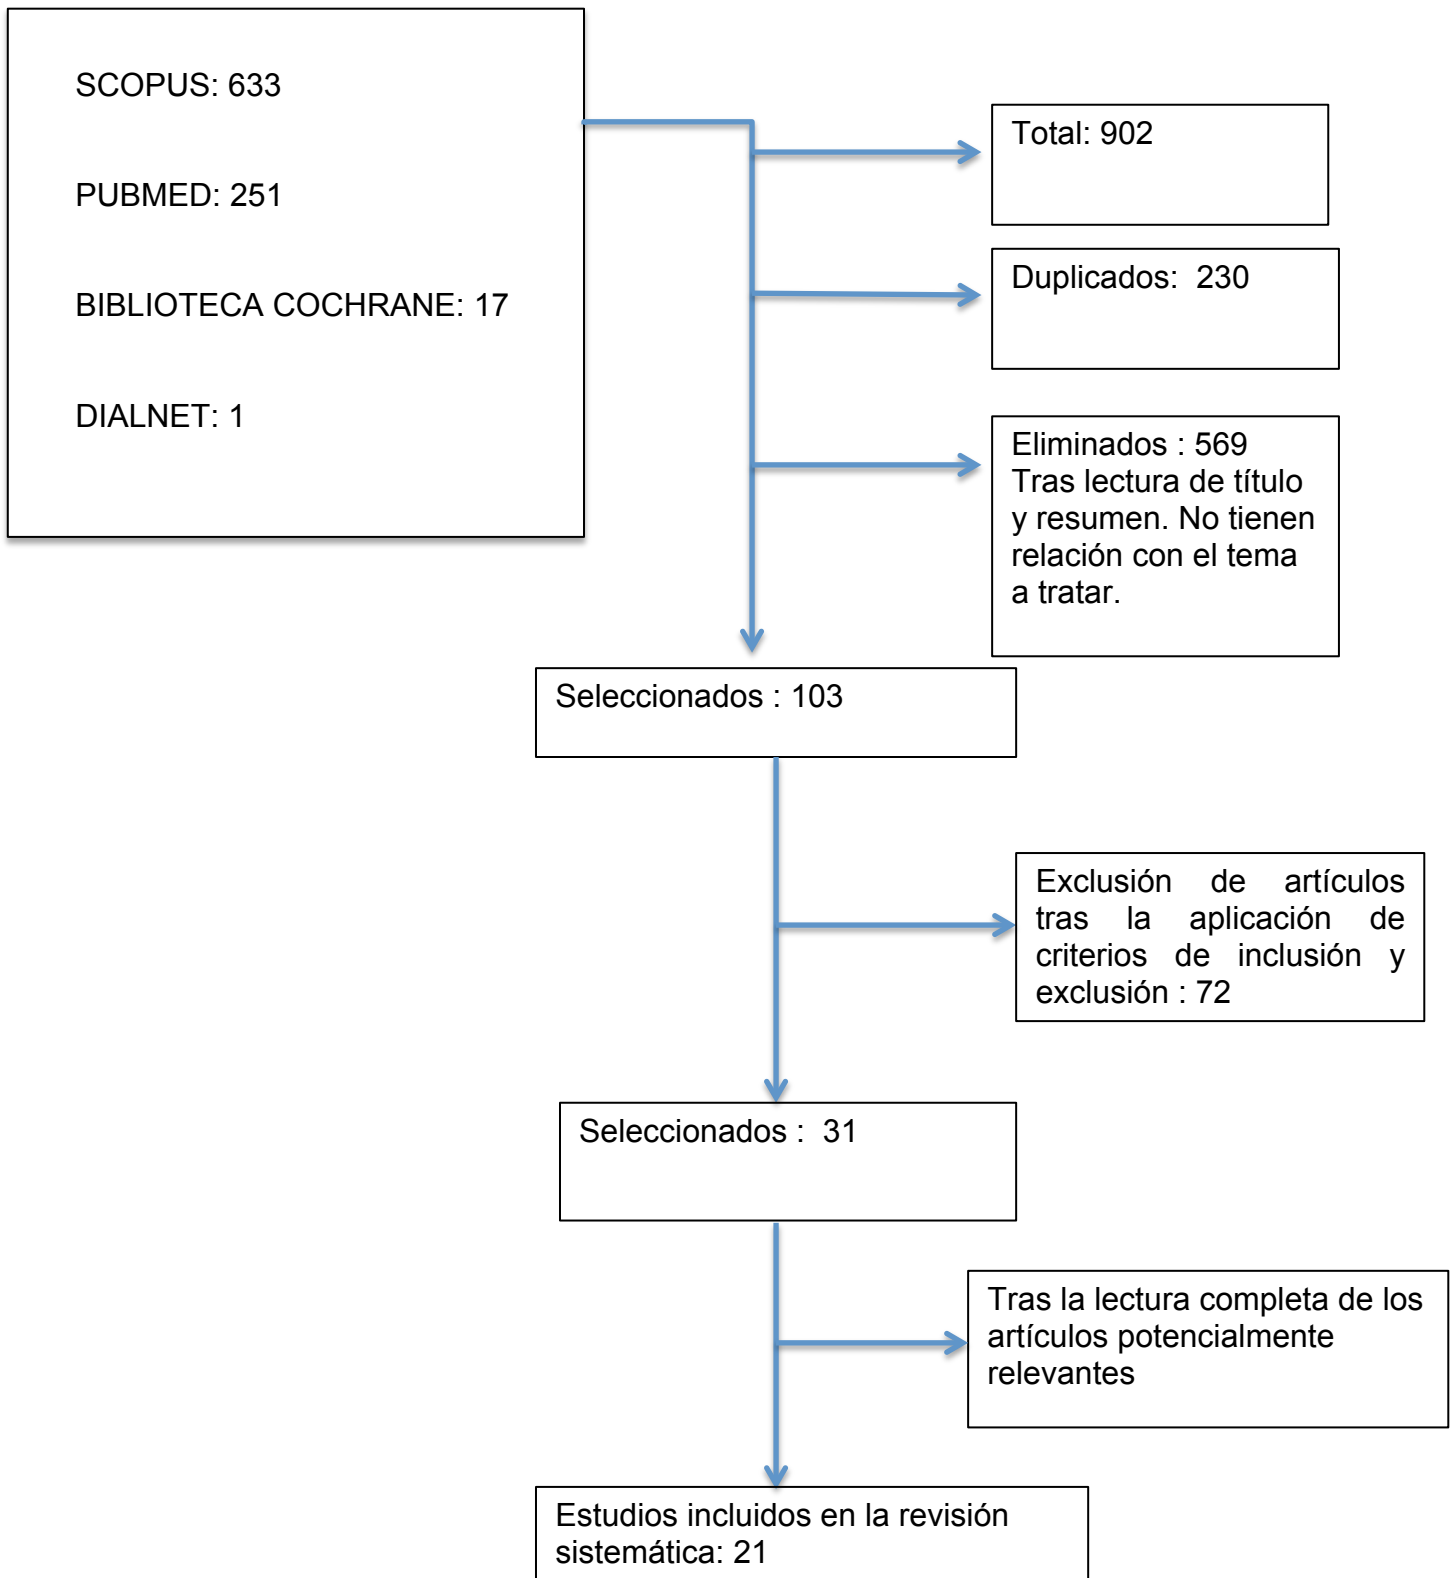 SCOPUS: 633
PUBMED: 251
BIBLIOTECA COCHRANE: 17
DIALNET: 1
Total: 902
Duplicados: 230
Eliminados : 569
Tras lectura de título
y resumen. No tienen
relación con el tema
a tratar.
Seleccionados : 103
Exclusión de artículos
tras la aplicación de
criterios de inclusión y
exclusión : 72
Seleccionados : 31
Tras la lectura completa de los
artículos potencialmente
relevantes
Estudios incluidos en la revisión
sistemática: 21